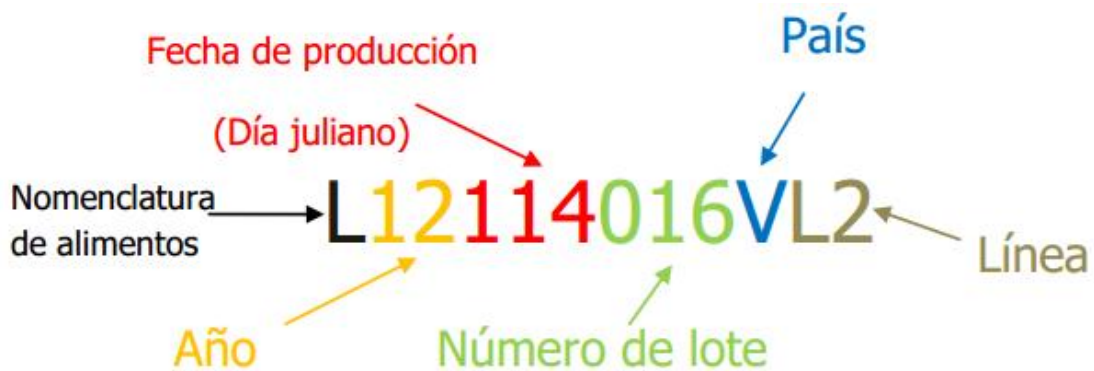 País
Fecha de producción
(Día juliano)
Nomenclatura
de alimentos
L12114016VL2
Línea
Año
Número de lote